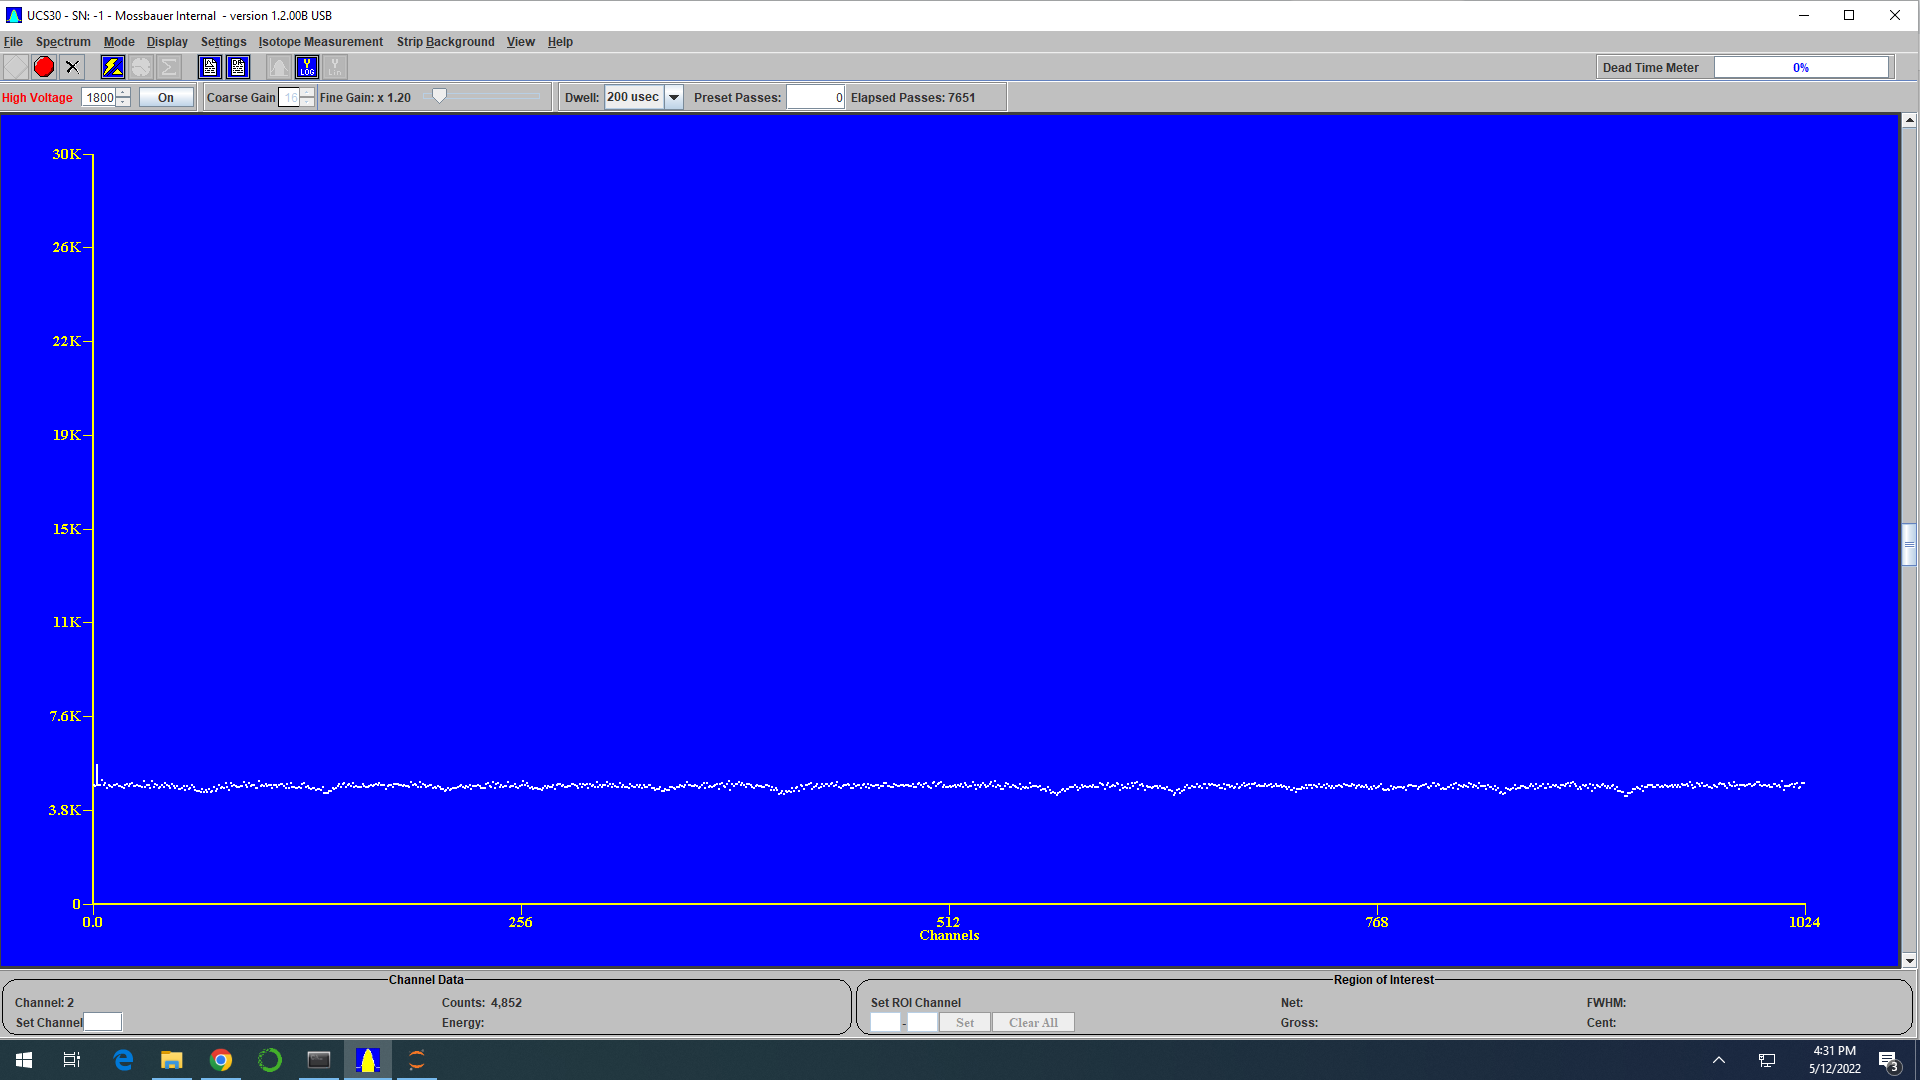 UCS30 - SN: -1 - Mossbauer Internal - version 1.2.00B USB
File Spectrum Mode Display Settings Isotope Measurement Strip Background View Help
Y LOG Y Lin
Dead Time Meter 0%
High Voltage 1800 On Coarse Gain 16 Fine Gain: x 1.20 Dwell: 200 usec Preset Passes: 0 Elapsed Passes: 7651
30K
26K
22K
19K
15K
11K
7.6K
3.8K
0
0.0 256 512 768 1024
Channels
Channel Data
Channel: 2 Counts: 4,852
Set Channel Energy:
Region of Interest
Set ROI Channel Net: FWHM:
- Set Clear All Gross: Cent:
4:31 PM
5/12/2022
3